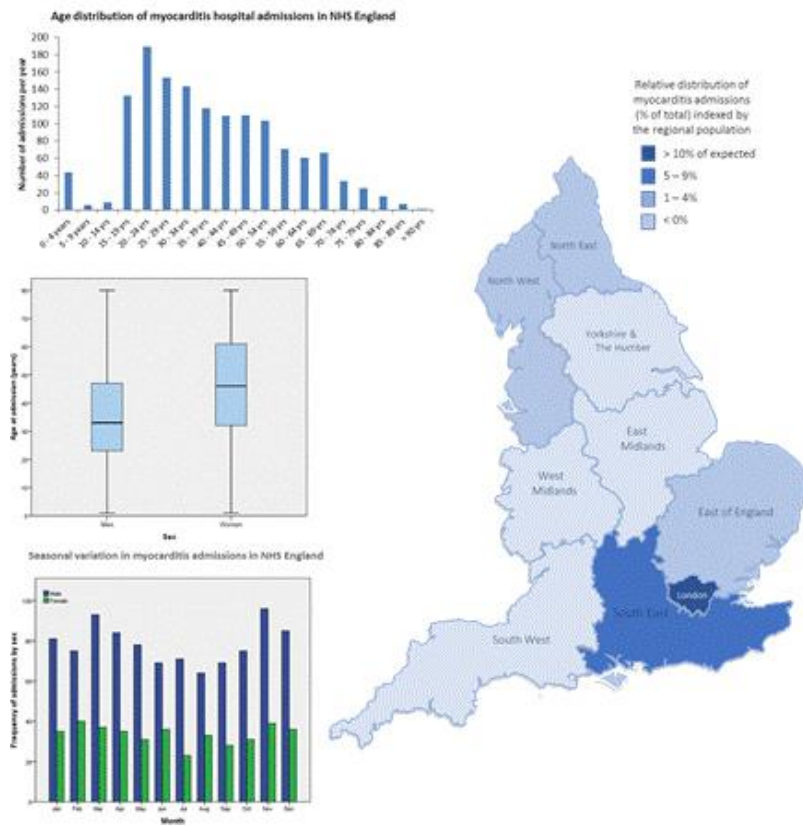 Age distribution of myocarditis hospital admissions in NHS England
Number of admissions per year
200
180
160
140
120
100
80
60
40
20
0
0 - 4 years
5 - 9 years
10 - 14 yrs
15 - 19 yrs
20 - 24 yrs
25 - 29 yrs
30 - 34 yrs
35 - 39 yrs
40 - 44 yrs
45 - 49 yrs
50 - 54 yrs
55 - 59 yrs
60 - 64 yrs
65 - 69 yrs
70 - 74 yrs
75 - 79 yrs
80 - 84 yrs
85 - 89 yrs
> 90 yrs
Relative distribution of
myocarditis admissions
(% of total) indexed by
the regional population
> 10% of expected
5 – 9%
1 – 4%
< 0%
North East
North West
Yorkshire &
The Humber
East
Midlands
West
Midlands
East of England
London
South East
South West
Age at admission (years)
Men
Women
Sex
Seasonal variation in myocarditis admissions in NHS England
Male
Female
Frequency of admissions by sex
Jan
Feb
Mar
Apr
May
Jun
Jul
Aug
Sep
Oct
Nov
Dec
Month